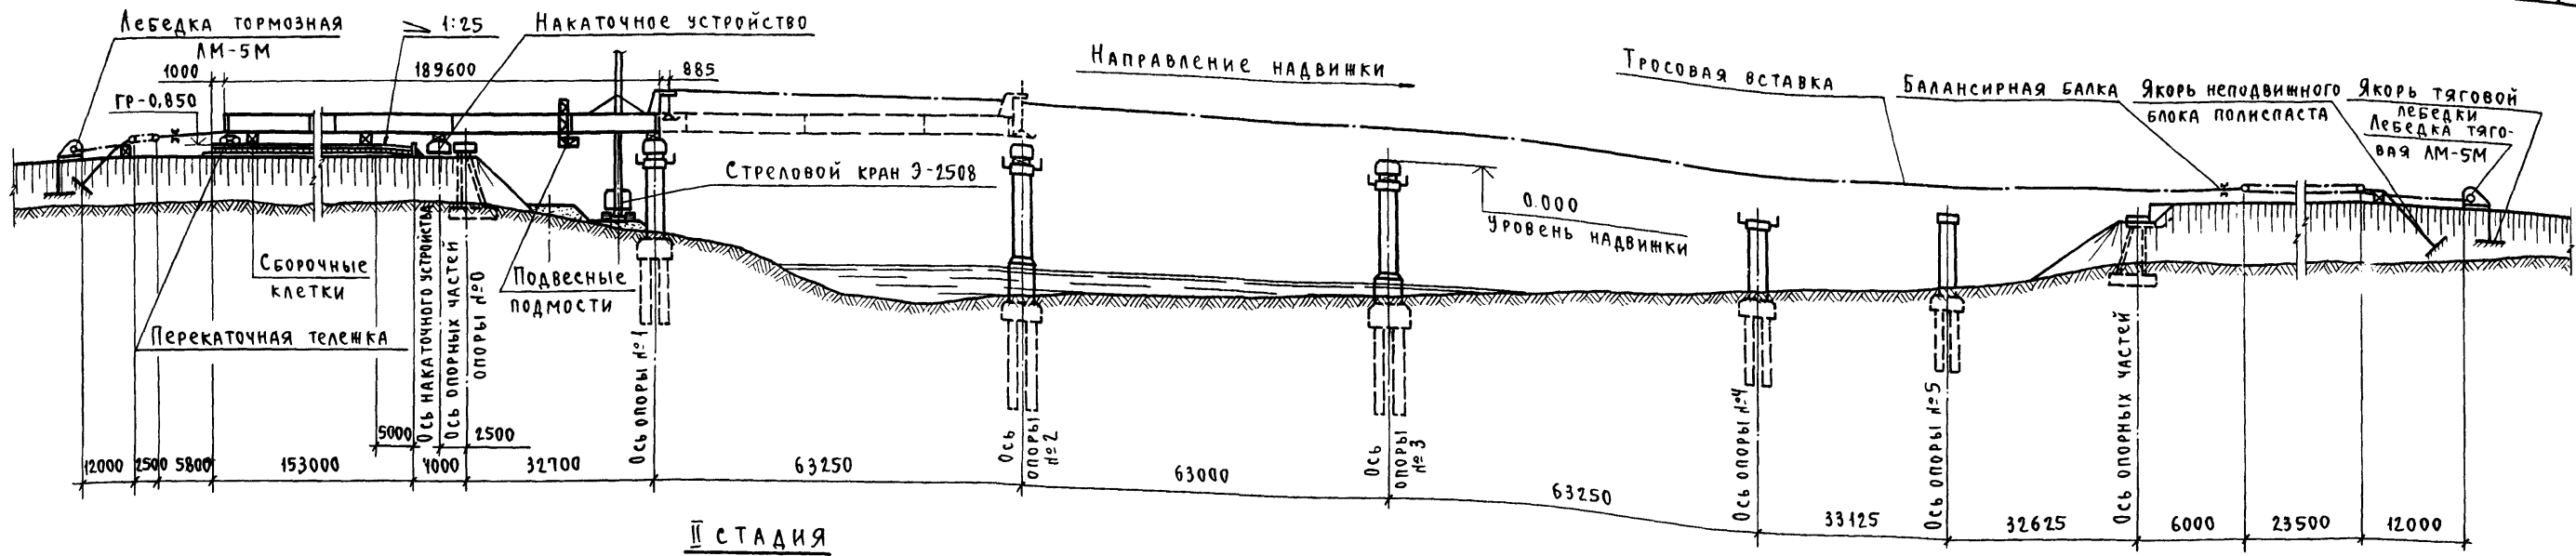 Лебедка тормозная
ЛМ-5М
1:25
Накаточное устройство
1000
189600
885
ГР-0,850
Направление надвижки
Тросовая вставка
Балансирная балка
Якорь неподвижного
блока полиспаста
Якорь тяговой
лебедки
Лебедка тяго-
вая ЛМ-5М
Стреловой кран Э-2508
0.000
Уровень надвижки
Сборочные
клетки
Подвесные
подмости
Перекаточная тележка
Ось накаточного устройства
Ось опорных частей
опоры №0
Ось опоры №1
Ось
опоры
№2
Ось
опоры
№3
Ось опоры №4
Ось опоры №5
Ось опорных частей
5000
2500
12000
2500
5800
153000
4000
32700
63250
63000
63250
33125
32625
6000
23500
12000
II стадия